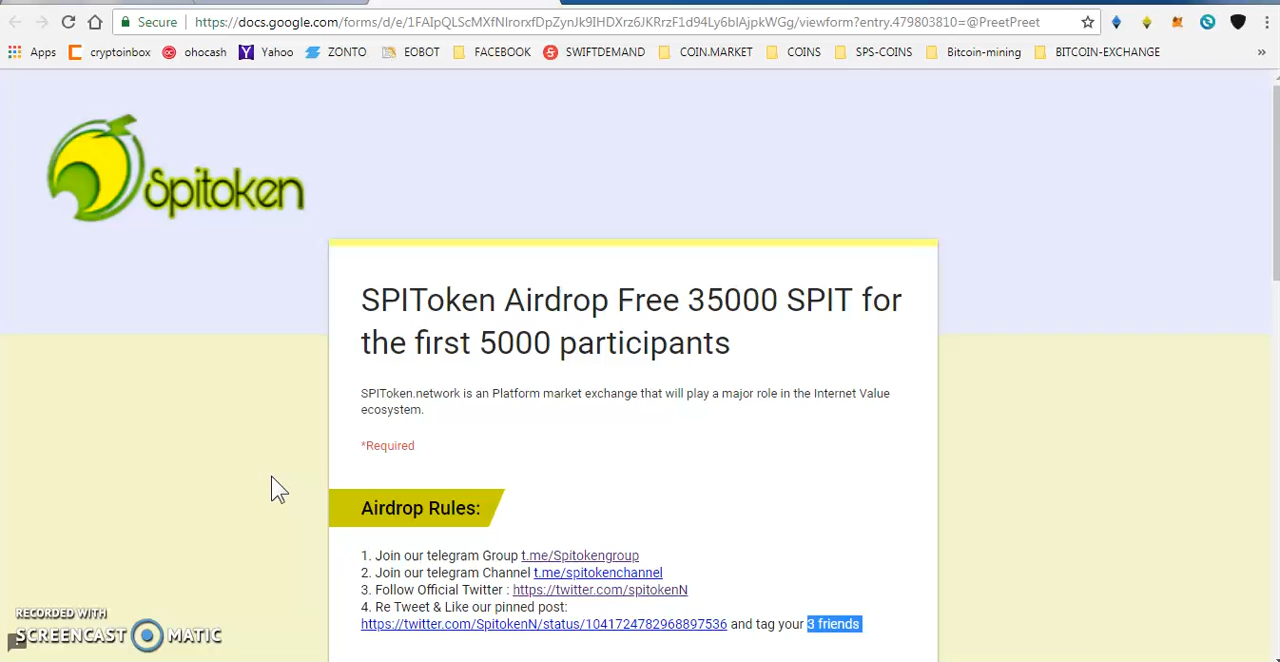 Secure https://docs.google.com/forms/d/e/1FAIpQLScMXfNlrorxfDpZynJk9IHDXrz6JKRrzF1d94Ly6blAjpkWGg/viewform?entry.479803810=@PreetPreet
Apps cryptoinbox ohocash Yahoo ZONTO EOBOT FACEBOOK SWIFTDEMAND COIN.MARKET COINS SPS-COINS Bitcoin-mining BITCOIN-EXCHANGE »
Spitoken
SPIToken Airdrop Free 35000 SPIT for
the first 5000 participants
SPIToken.network is an Platform market exchange that will play a major role in the Internet Value
ecosystem.
*Required
Airdrop Rules:
1. Join our telegram Group t.me/Spitokengroup
2. Join our telegram Channel t.me/spitokenchannel
3. Follow Official Twitter : https://twitter.com/spitokenN
4. Re Tweet & Like our pinned post:
https://twitter.com/SpitokenN/status/1041724782968897536 and tag your 3 friends
RECORDED WITH
SCREENCAST MATIC